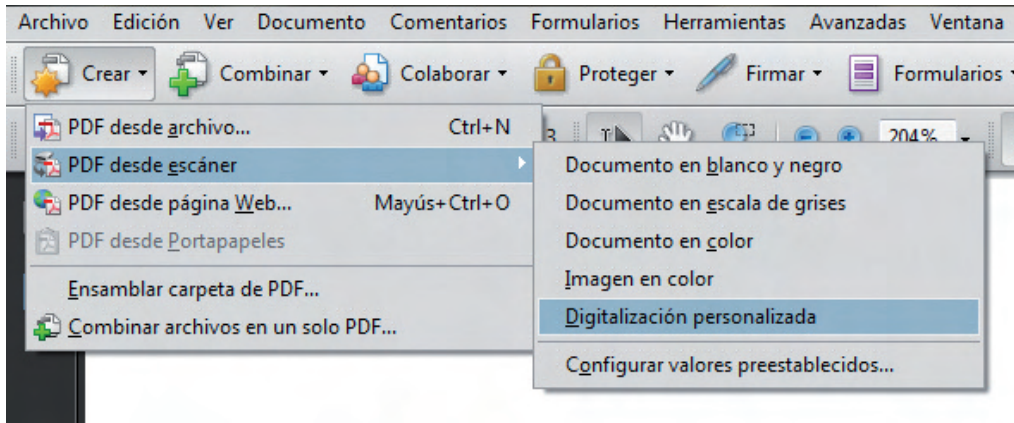 Archivo Edición Ver Documento Comentarios Formularios Herramientas Avanzadas Ventana
Crear Combinar Colaborar Proteger Firmar Formularios
204%
PDF desde archivo... Ctrl+N
PDF desde escáner
PDF desde página Web... Mayús+Ctrl+O
PDF desde Portapapeles
Ensamblar carpeta de PDF...
Combinar archivos en un solo PDF...
Documento en blanco y negro
Documento en escala de grises
Documento en color
Imagen en color
Digitalización personalizada
Configurar valores preestablecidos...